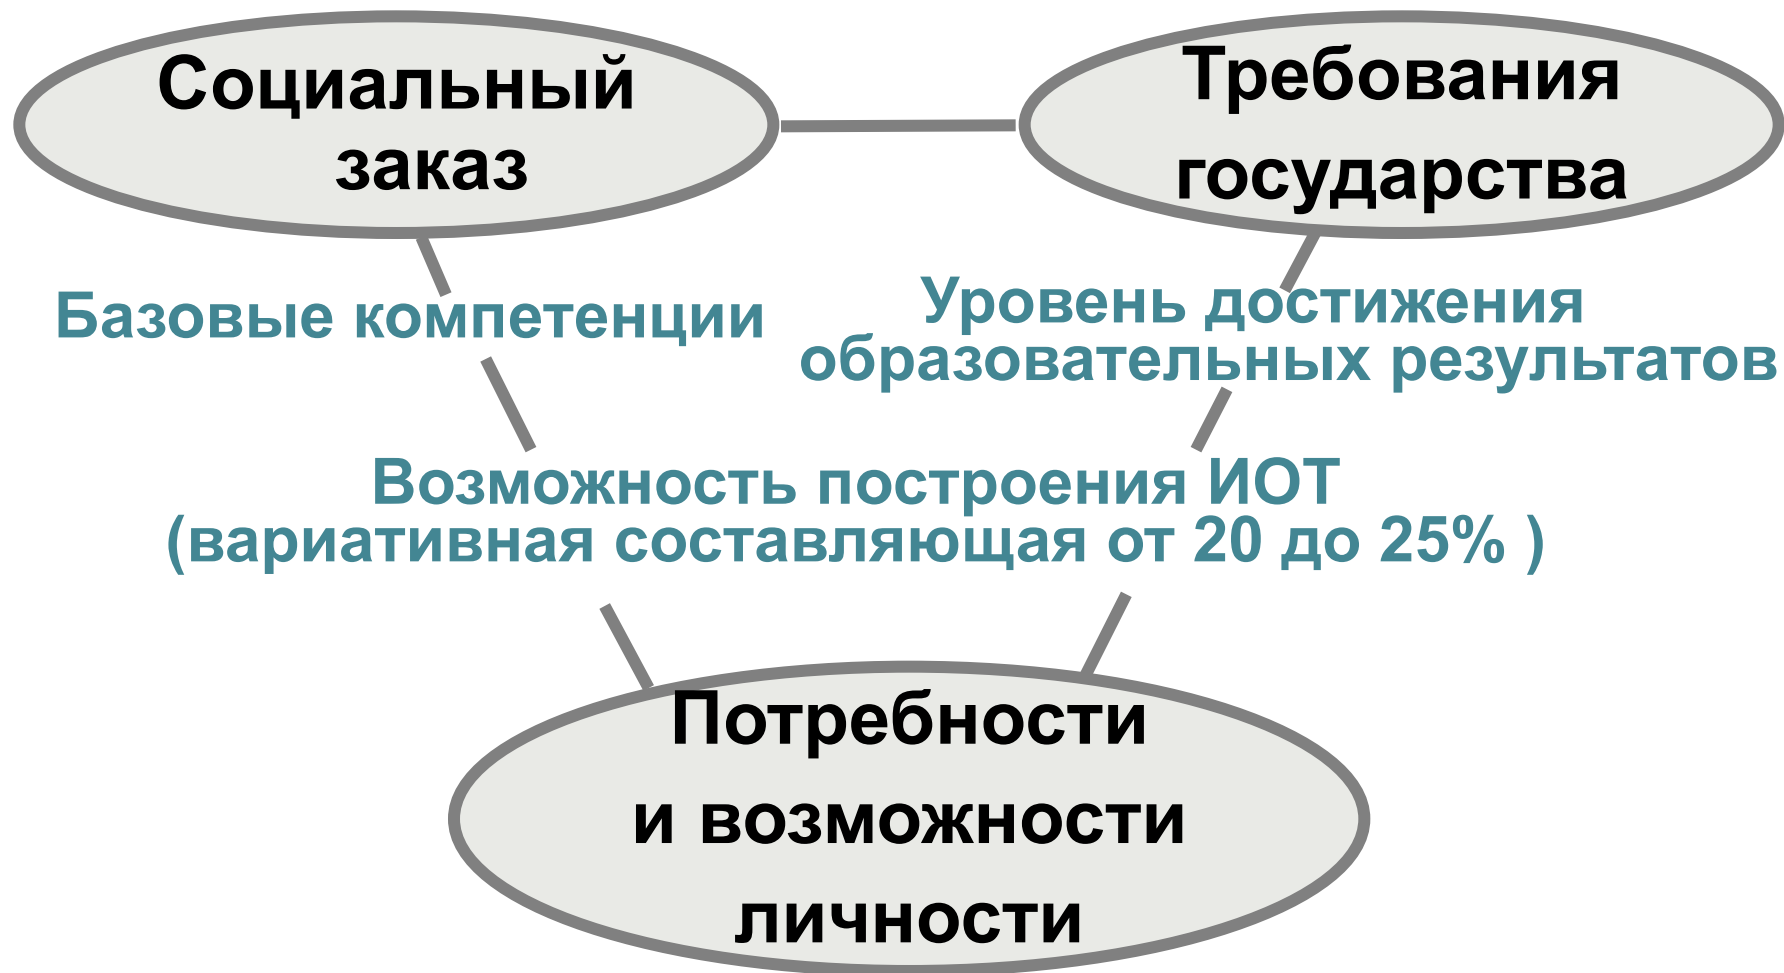 Социальный
заказ
Требования
государства
Базовые компетенции
Уровень достижения
образовательных результатов
Возможность построения ИОТ
(вариативная составляющая от 20 до 25% )
Потребности
и возможности
личности